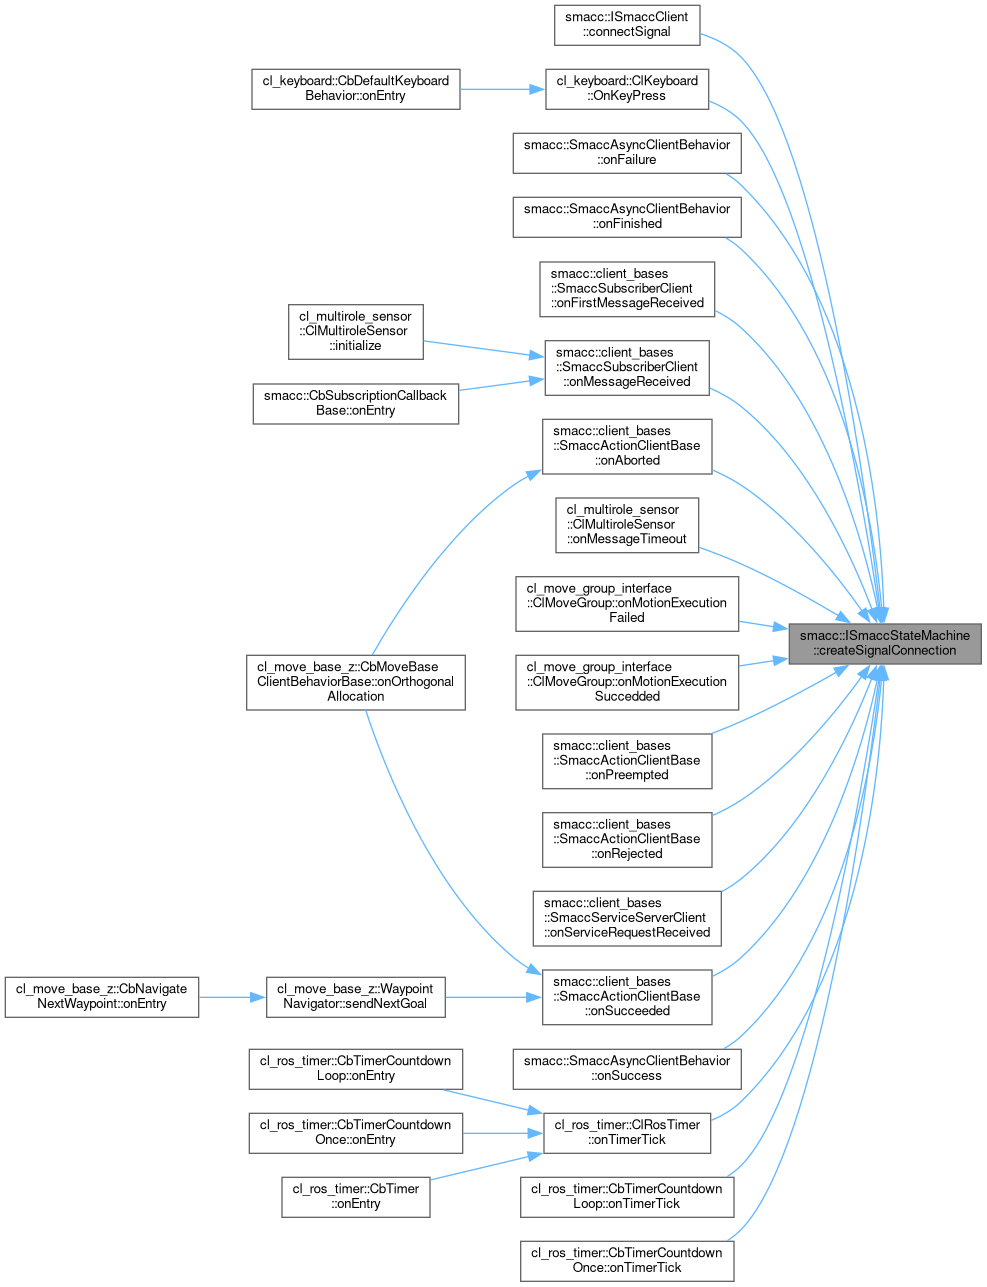 smacc::ISmaccClient
::connectSignal
cl_keyboard::CbDefaultKeyboard
Behavior::onEntry
cl_keyboard::ClKeyboard
::OnKeyPress
smacc::SmaccAsyncClientBehavior
::onFailure
smacc::SmaccAsyncClientBehavior
::onFinished
smacc::client_bases
::SmaccSubscriberClient
::onFirstMessageReceived
cl_multirole_sensor
::ClMultiroleSensor
::initialize
smacc::client_bases
::SmaccSubscriberClient
::onMessageReceived
smacc::CbSubscriptionCallback
Base::onEntry
smacc::client_bases
::SmaccActionClientBase
::onAborted
cl_multirole_sensor
::ClMultiroleSensor
::onMessageTimeout
cl_move_group_interface
::ClMoveGroup::onMotionExecution
Failed
smacc::ISmaccStateMachine
::createSignalConnection
cl_move_base_z::CbMoveBase
ClientBehaviorBase::onOrthogonal
Allocation
cl_move_group_interface
::ClMoveGroup::onMotionExecution
Succedded
smacc::client_bases
::SmaccActionClientBase
::onPreempted
smacc::client_bases
::SmaccActionClientBase
::onRejected
smacc::client_bases
::SmaccServiceServerClient
::onServiceRequestReceived
cl_move_base_z::CbNavigate
NextWaypoint::onEntry
cl_move_base_z::Waypoint
Navigator::sendNextGoal
smacc::client_bases
::SmaccActionClientBase
::onSucceeded
cl_ros_timer::CbTimerCountdown
Loop::onEntry
smacc::SmaccAsyncClientBehavior
::onSuccess
cl_ros_timer::CbTimerCountdown
Once::onEntry
cl_ros_timer::ClRosTimer
::onTimerTick
cl_ros_timer::CbTimer
::onEntry
cl_ros_timer::CbTimerCountdown
Loop::onTimerTick
cl_ros_timer::CbTimerCountdown
Once::onTimerTick